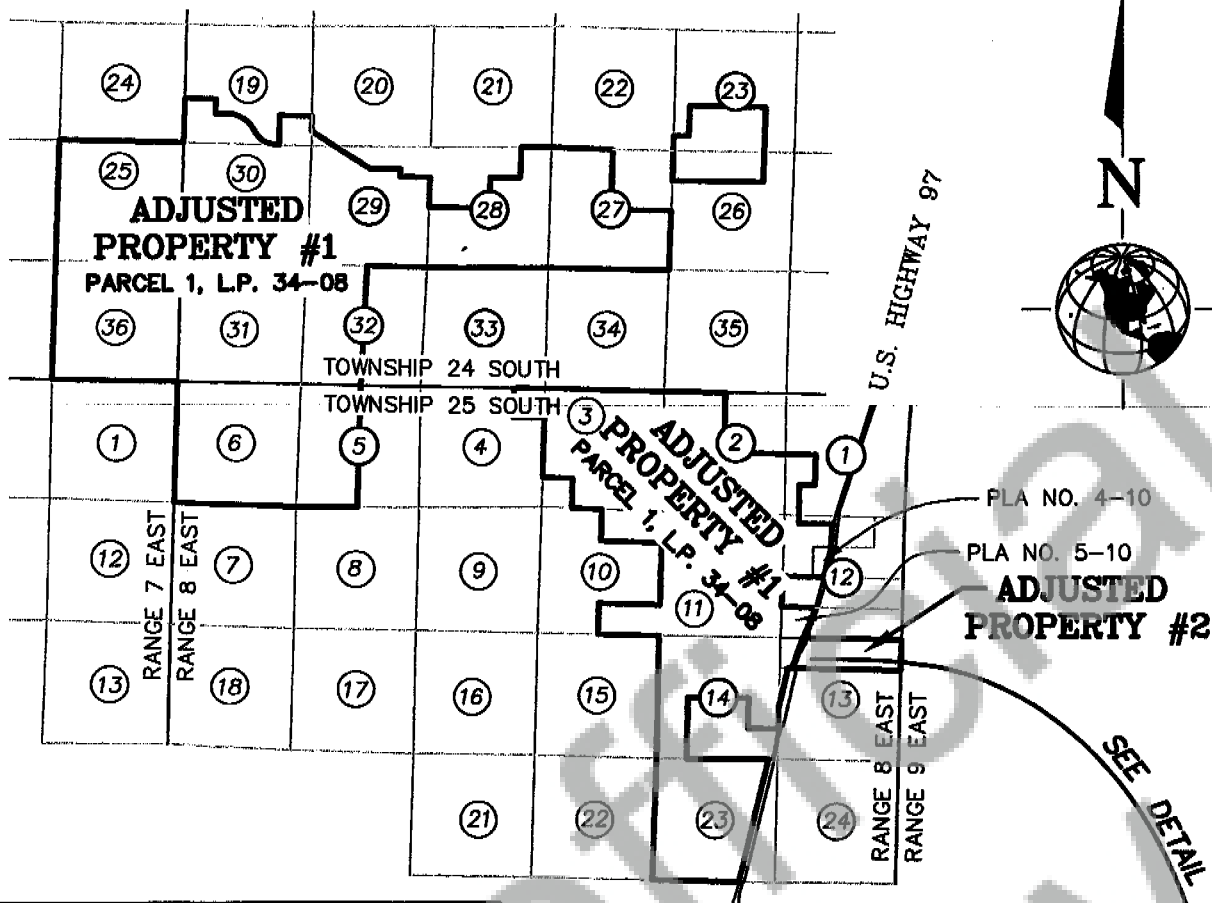 24 19 20 21 22 23
25 30 29 28 27 26
ADJUSTED
PROPERTY #1
PARCEL 1, L.P. 34-08
36 31 32 33 34 35
TOWNSHIP 24 SOUTH
TOWNSHIP 25 SOUTH
1 6 5 4 3 2 1
ADJUSTED
PROPERTY #1
PARCEL 1, L.P. 34-08
12 7 8 9 10 11 12
13 18 17 16 15 14 13
21 22 23 24
RANGE 7 EAST
RANGE 8 EAST
RANGE 8 EAST
RANGE 9 EAST
U.S. HIGHWAY 97
N
PLA NO. 4-10
PLA NO. 5-10
ADJUSTED
PROPERTY #2
SEE DETAIL